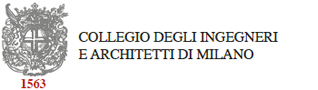 COLLEGIO DEGLI INGEGNERI
E ARCHITETTI DI MILANO
1563